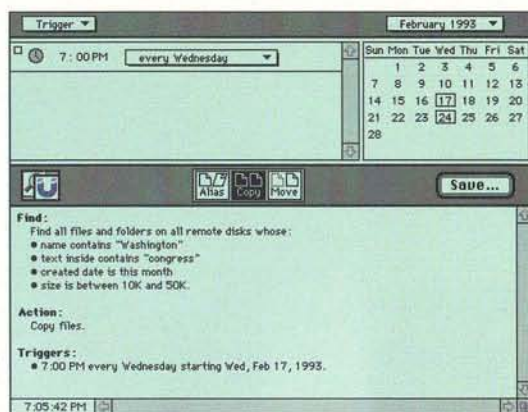 Trigger
February 1993
7:00 PM
every Wednesday
Sun Mon Tue Wed Thu Fri Sat
1 2 3 4 5 6
7 8 9 10 11 12 13
14 15 16 17 18 19 20
21 22 23 24 25 26 27
28
Alias
Copy
Move
Save...
Find:
Find all files and folders on all remote disks whose:
• name contains "Washington"
• text inside contains "congress"
• created date is this month
• size is between 10K and 50K.
Action:
Copy files.
Triggers:
• 7:00 PM every Wednesday starting Wed, Feb 17, 1993.
7:05:42 PM